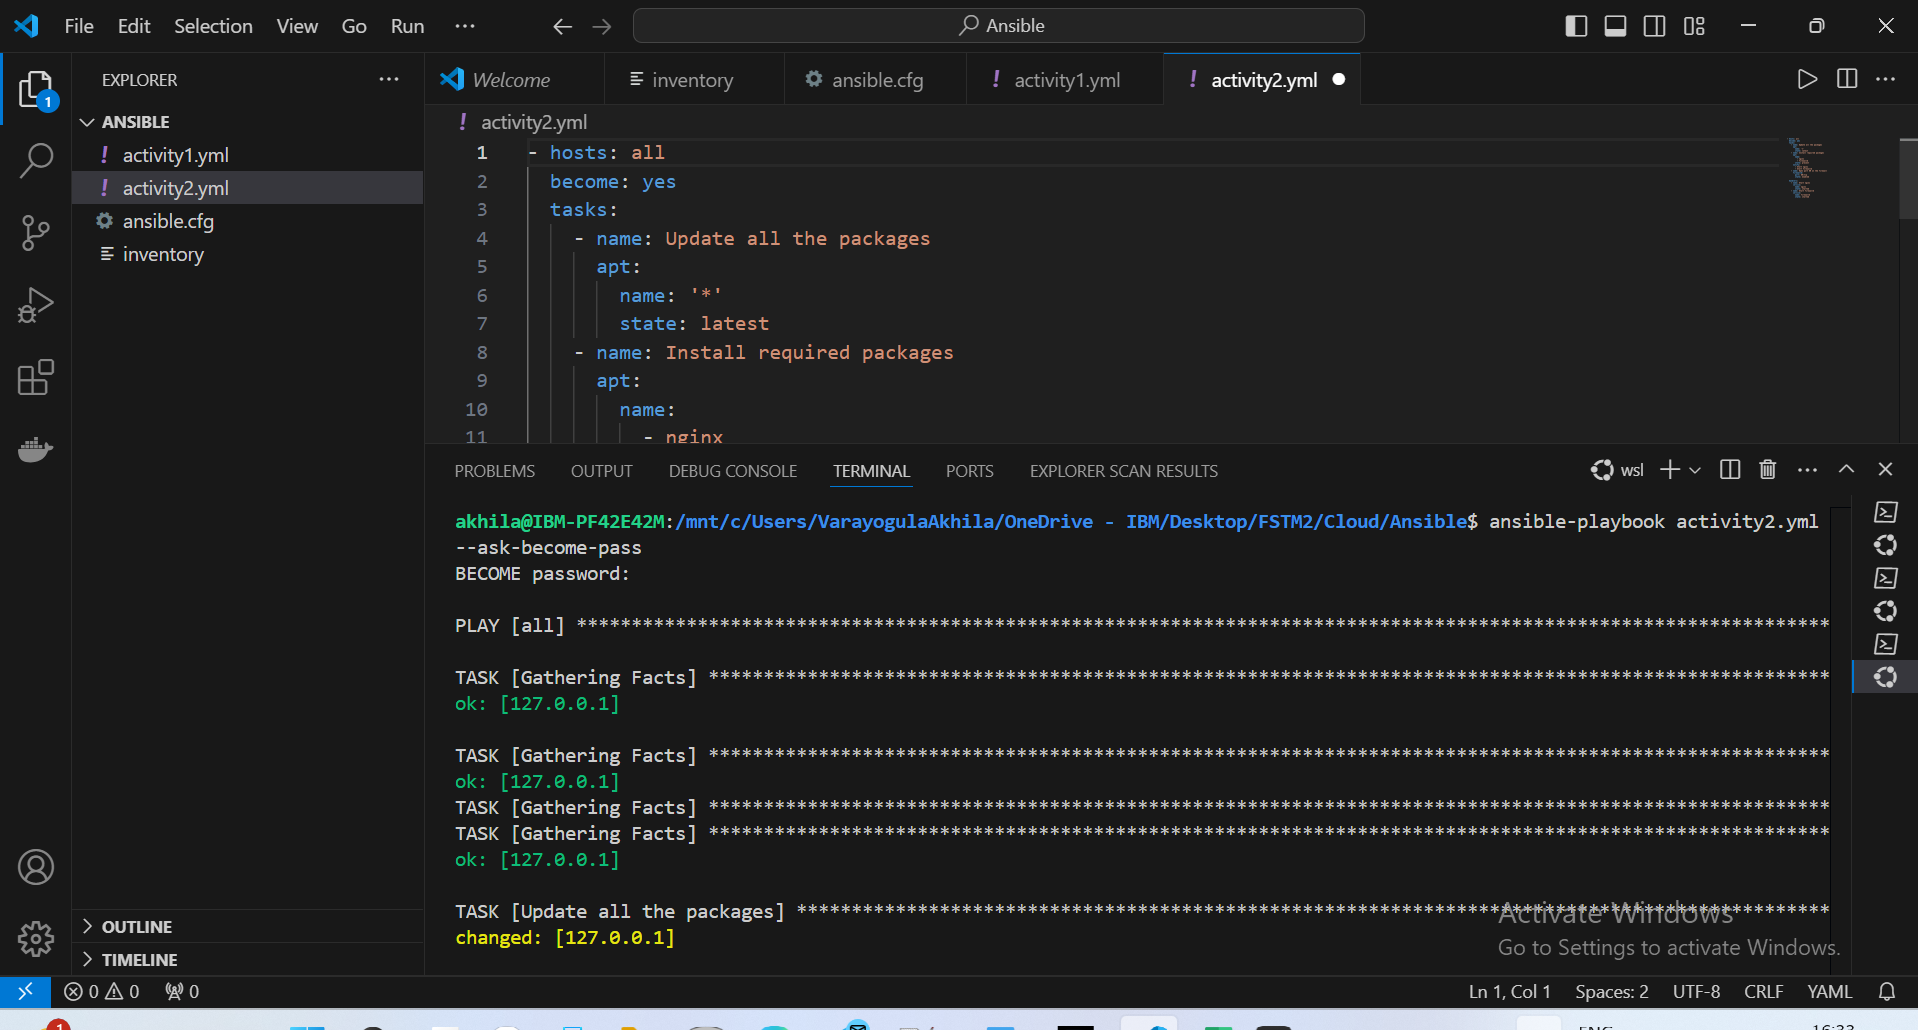 File Edit Selection View Go Run ··· ← → Ansible
EXPLORER ···
ANSIBLE
! activity1.yml
! activity2.yml
ansible.cfg
inventory
OUTLINE
TIMELINE
1
Welcome inventory ansible.cfg ! activity1.yml ! activity2.yml ● ···
! activity2.yml
1 - hosts: all
2 become: yes
3 tasks:
4 - name: Update all the packages
5 apt:
6 name: '*'
7 state: latest
8 - name: Install required packages
9 apt:
10 name:
11 - nginx
PROBLEMS OUTPUT DEBUG CONSOLE TERMINAL PORTS EXPLORER SCAN RESULTS wsl ···
akhila@IBM-PF42E42M:/mnt/c/Users/VarayogulaAkhila/OneDrive - IBM/Desktop/FSTM2/Cloud/Ansible$ ansible-playbook activity2.yml
--ask-become-pass
BECOME password:
PLAY [all] ******************************************************************************************************************
TASK [Gathering Facts] ******************************************************************************************************
ok: [127.0.0.1]
TASK [Gathering Facts] ******************************************************************************************************
ok: [127.0.0.1]
TASK [Gathering Facts] ******************************************************************************************************
TASK [Gathering Facts] ******************************************************************************************************
ok: [127.0.0.1]
TASK [Update all the packages] **********************************************************************************************
changed: [127.0.0.1]
Activate Windows
Go to Settings to activate Windows.
0 0 0 Ln 1, Col 1 Spaces: 2 UTF-8 CRLF YAML
1 ENG 16:33